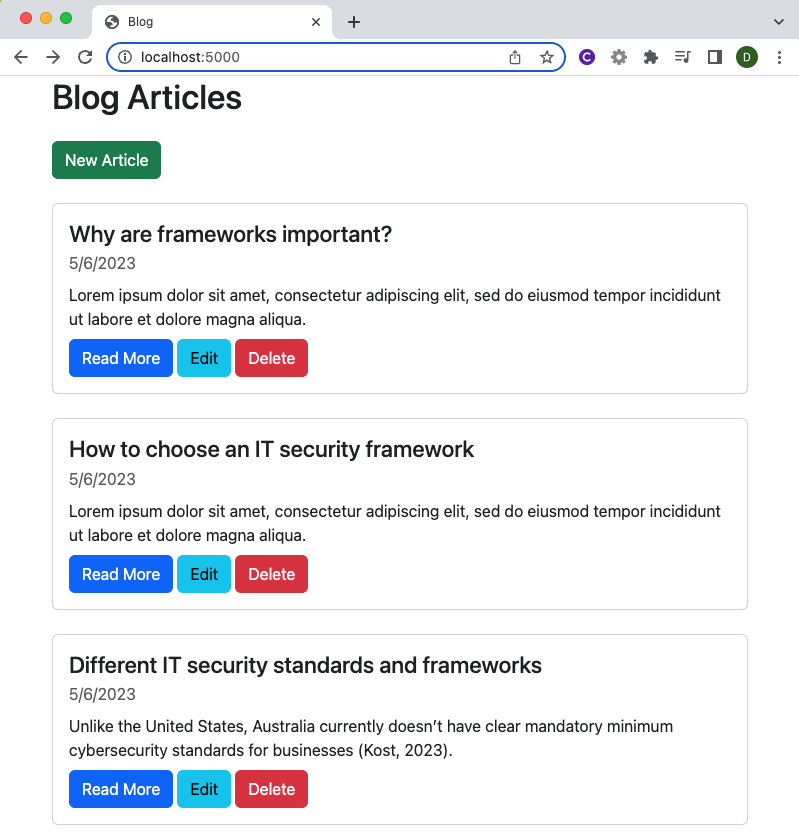 Blog
localhost:5000
C
D
Blog Articles
New Article
Why are frameworks important?
5/6/2023
Lorem ipsum dolor sit amet, consectetur adipiscing elit, sed do eiusmod tempor incididunt
ut labore et dolore magna aliqua.
Read More Edit Delete
How to choose an IT security framework
5/6/2023
Lorem ipsum dolor sit amet, consectetur adipiscing elit, sed do eiusmod tempor incididunt
ut labore et dolore magna aliqua.
Read More Edit Delete
Different IT security standards and frameworks
5/6/2023
Unlike the United States, Australia currently doesn’t have clear mandatory minimum
cybersecurity standards for businesses (Kost, 2023).
Read More Edit Delete